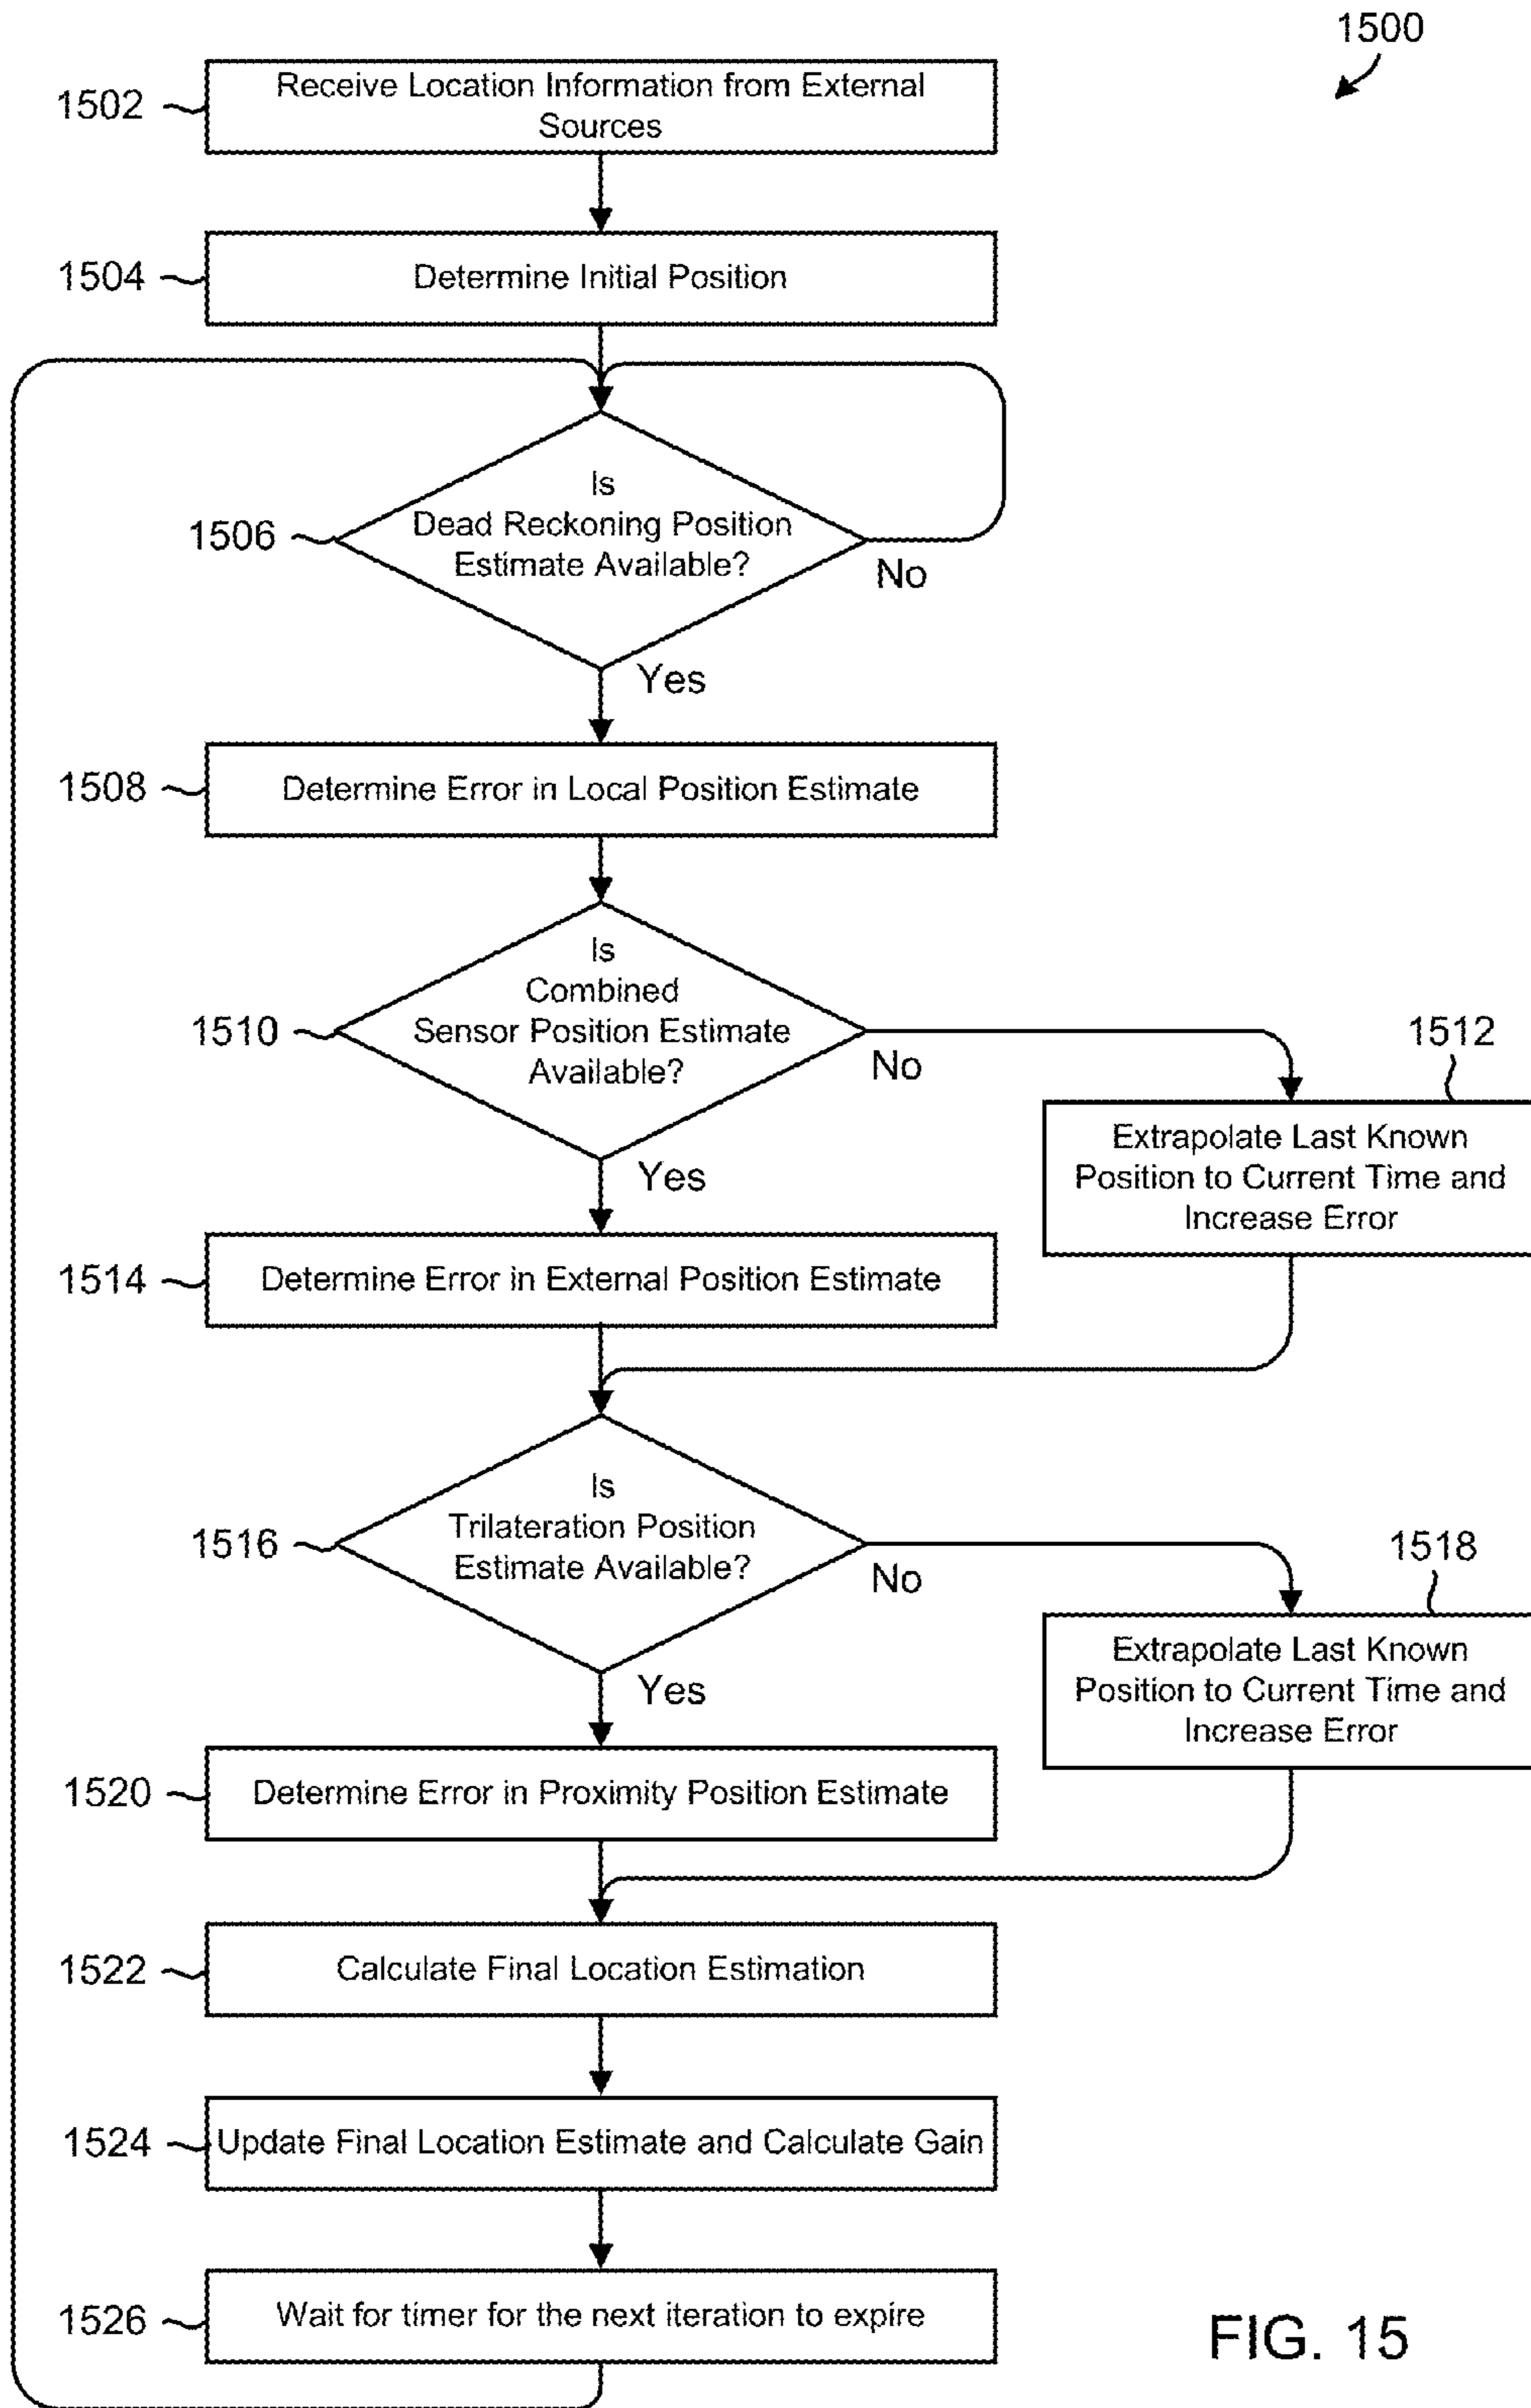 1500
1502
Receive Location Information from External
Sources
1504
Determine Initial Position
1506
Is
Dead Reckoning Position
Estimate Available?
No
Yes
1508
Determine Error in Local Position Estimate
1510
Is
Combined
Sensor Position Estimate
Available?
No
Yes
1512
Extrapolate Last Known
Position to Current Time and
Increase Error
1514
Determine Error in External Position Estimate
1516
Is
Trilateration Position
Estimate Available?
No
Yes
1518
Extrapolate Last Known
Position to Current Time and
Increase Error
1520
Determine Error in Proximity Position Estimate
1522
Calculate Final Location Estimation
1524
Update Final Location Estimate and Calculate Gain
1526
Wait for timer for the next iteration to expire
FIG. 15